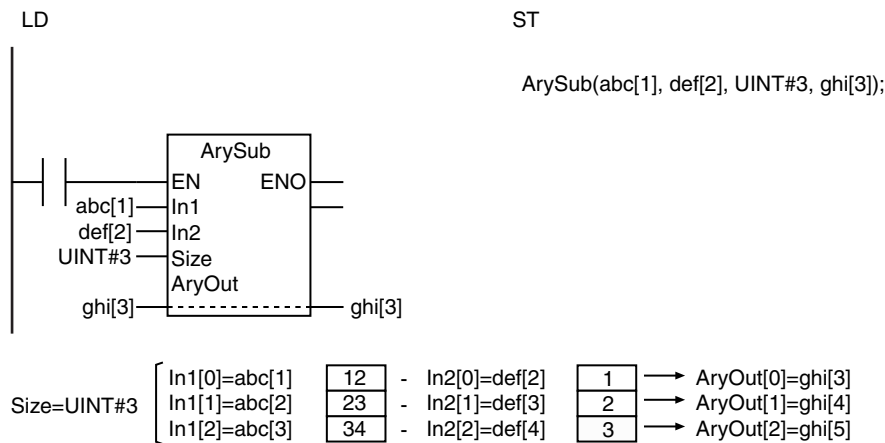 LD ST
ArySub(abc[1], def[2], UINT#3, ghi[3]);
ArySub
EN ENO
abc[1] In1
def[2] In2
UINT#3 Size
AryOut
ghi[3] ghi[3]
In1[0]=abc[1] 12 - In2[0]=def[2] 1 AryOut[0]=ghi[3]
Size=UINT#3 In1[1]=abc[2] 23 - In2[1]=def[3] 2 AryOut[1]=ghi[4]
In1[2]=abc[3] 34 - In2[2]=def[4] 3 AryOut[2]=ghi[5]